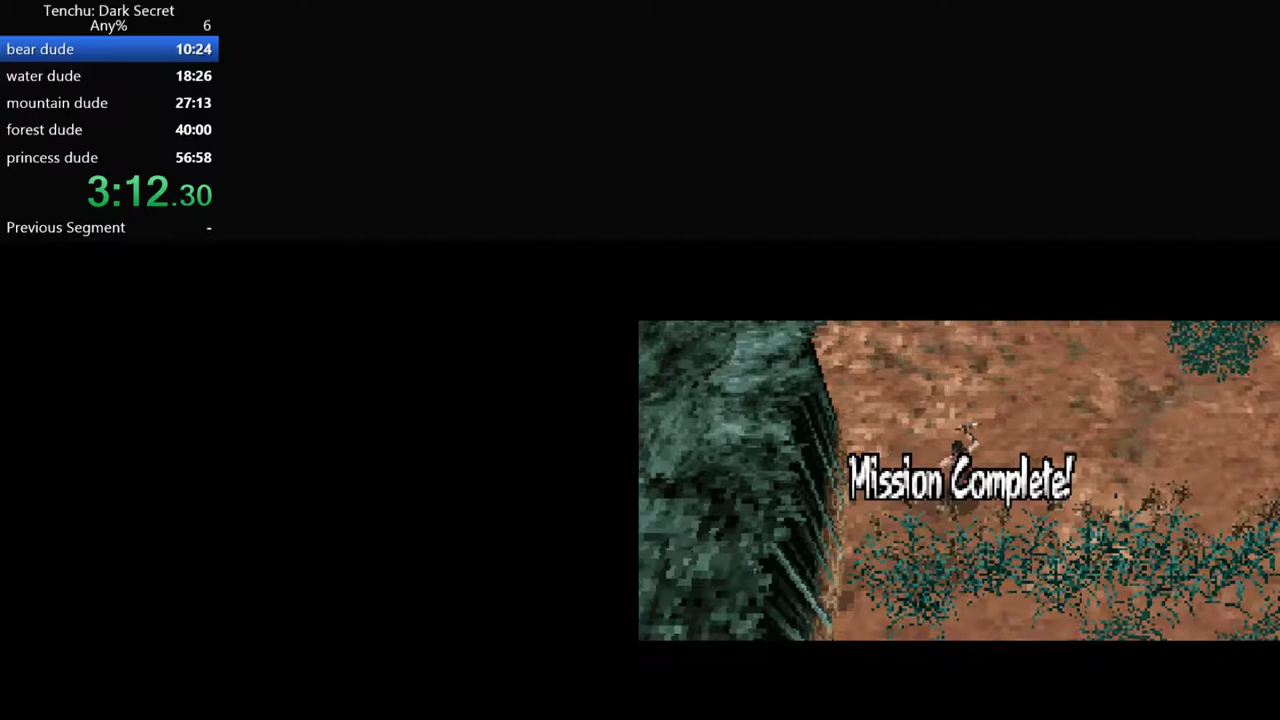 Tenchu: Dark Secret
Any% 6
bear dude 10:24
water dude 18:26
mountain dude 27:13
forest dude 40:00
princess dude 56:58
3:12.30
Previous Segment -
Mission Complete!